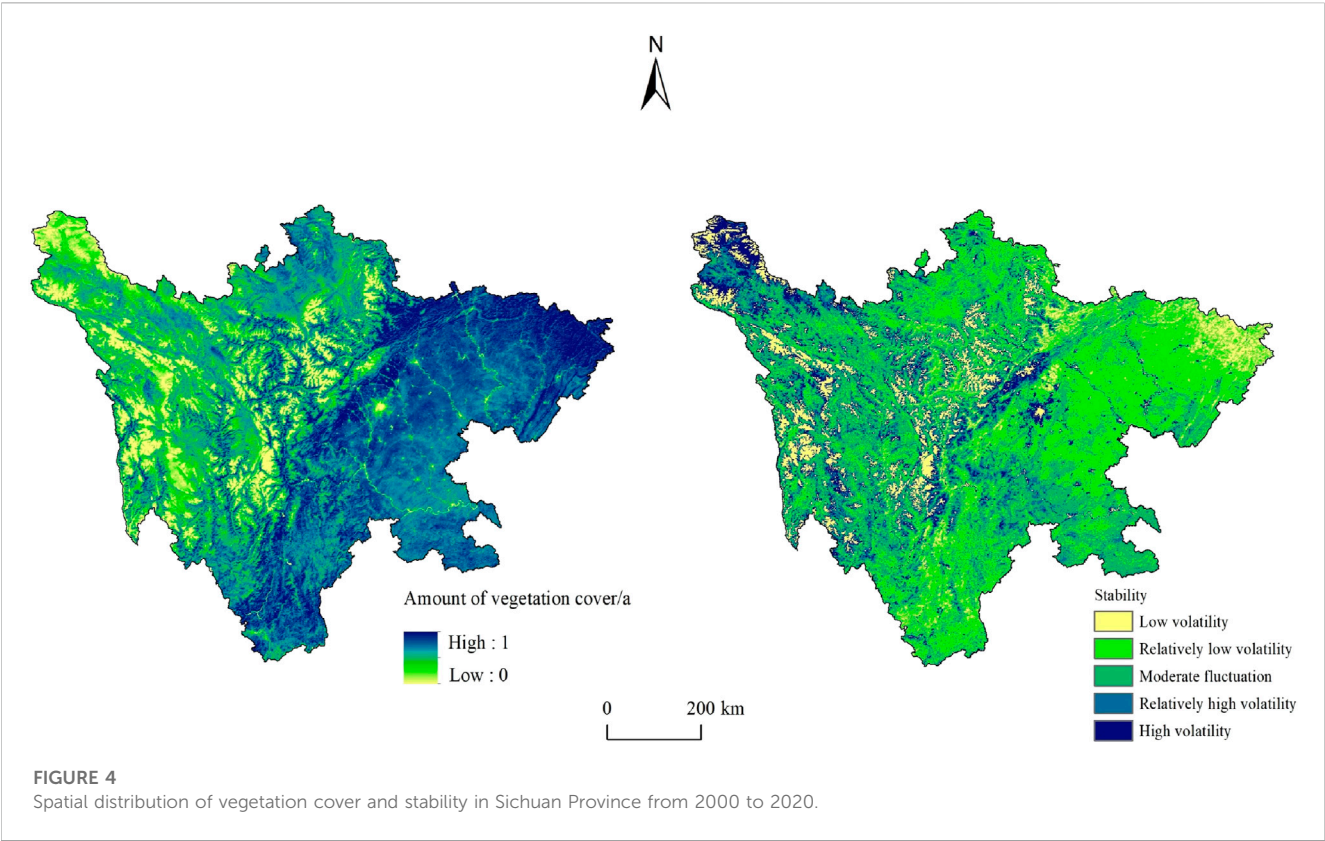 N
Amount of vegetation cover/a
High : 1
Low : 0
0 200 km
Stability
Low volatility
Relatively low volatility
Moderate fluctuation
Relatively high volatility
High volatility
FIGURE 4
Spatial distribution of vegetation cover and stability in Sichuan Province from 2000 to 2020.